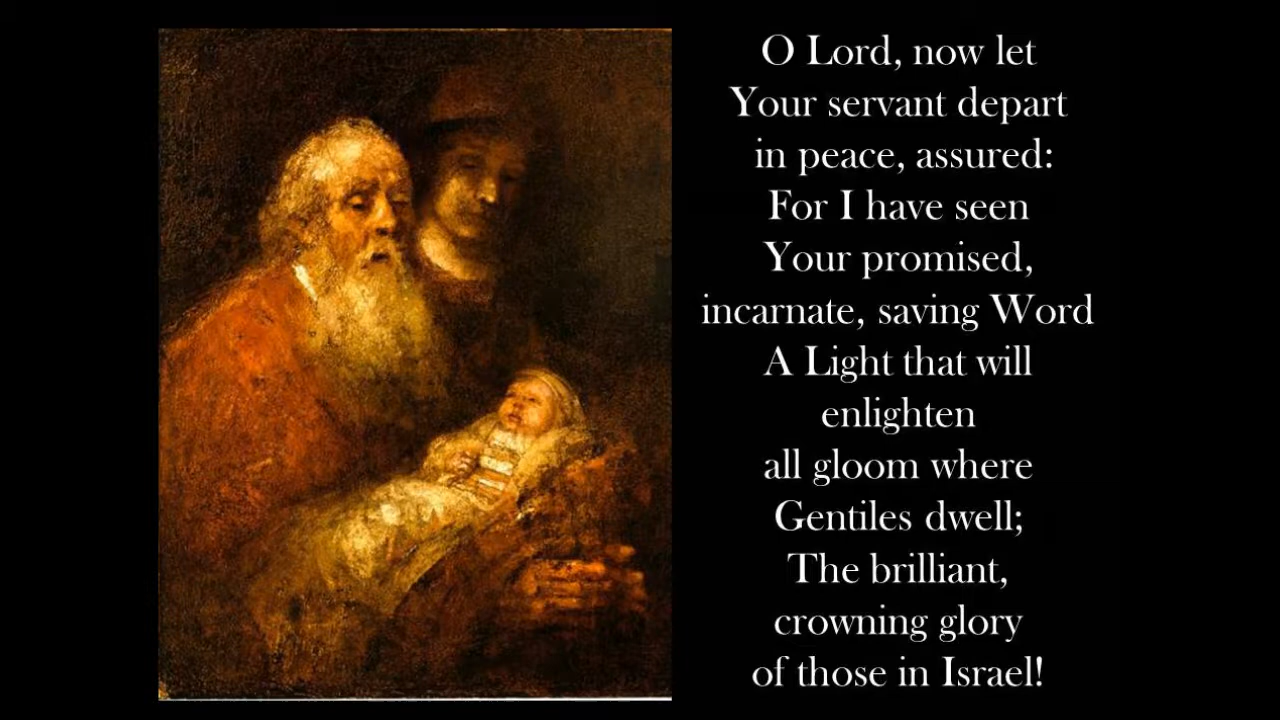 O Lord, now let
Your servant depart
in peace, assured:
For I have seen
Your promised,
incarnate, saving Word
A Light that will
enlighten
all gloom where
Gentiles dwell;
The brilliant,
crowning glory
of those in Israel!